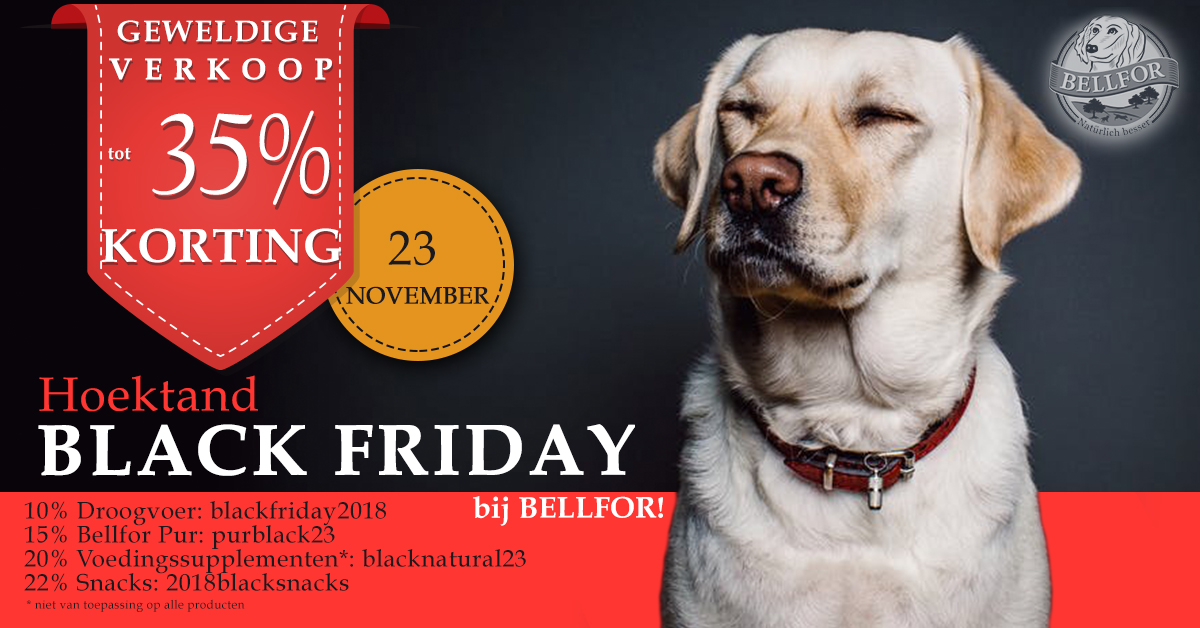 GEWELDIGE
VERKOOP
tot 35%
KORTING
23
NOVEMBER
Hoektand
BLACK FRIDAY
bij BELLFOR!
10% Droogvoer: blackfriday2018
15% Bellfor Pur: purblack23
20% Voedingssupplementen*: blacknatural23
22% Snacks: 2018blacksnacks
* niet van toepassing op alle producten
BELLFOR
Natürlich besser